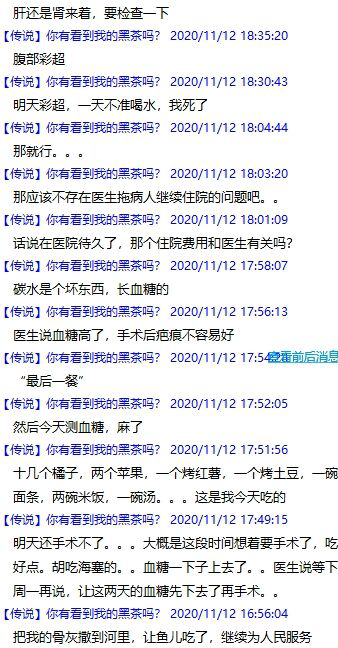 肝还是肾来着，要检查一下
【传说】你有看到我的黑茶吗？ 2020/11/12 18:35:20
腹部彩超
【传说】你有看到我的黑茶吗？ 2020/11/12 18:30:43
明天彩超，一天不准喝水，我死了
【传说】你有看到我的黑茶吗？ 2020/11/12 18:04:44
那就行。。。
【传说】你有看到我的黑茶吗？ 2020/11/12 18:03:20
那应该不存在医生拖病人继续住院的问题吧。。
【传说】你有看到我的黑茶吗？ 2020/11/12 18:01:09
话说在医院待久了，那个住院费用和医生有关吗？
【传说】你有看到我的黑茶吗？ 2020/11/12 17:58:07
碳水是个坏东西，长血糖的
【传说】你有看到我的黑茶吗？ 2020/11/12 17:56:13
医生说血糖高了，手术后疤痕不容易好
【传说】你有看到我的黑茶吗？ 2020/11/12 17:54: 查看前后消息
“最后一餐”
【传说】你有看到我的黑茶吗？ 2020/11/12 17:52:05
然后今天测血糖，麻了
【传说】你有看到我的黑茶吗？ 2020/11/12 17:51:56
十几个橘子，两个苹果，一个烤红薯，一个烤土豆，一碗
面条，两碗米饭，一碗汤。。。这是我今天吃的
【传说】你有看到我的黑茶吗？ 2020/11/12 17:49:15
明天还手术不了。。。大概是这段时间想着要手术了，吃
好点。胡吃海塞的。。血糖一下子上去了。。医生说等下
周一再说，让这两天的血糖先下去了再手术。。
【传说】你有看到我的黑茶吗？ 2020/11/12 16:56:04
把我的骨灰撒到河里，让鱼儿吃了，继续为人民服务